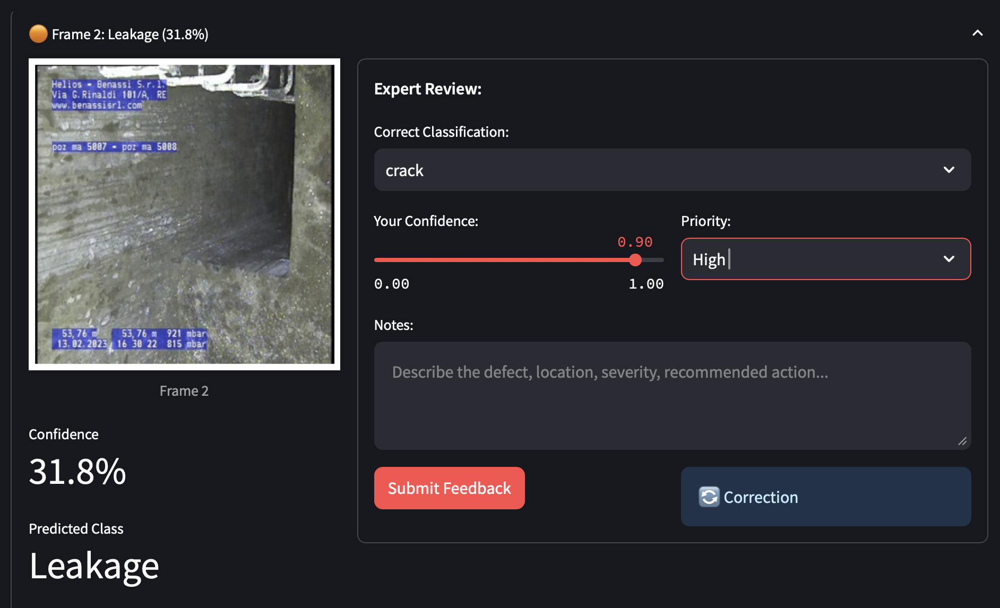 Frame 2: Leakage (31.8%)
Helios - Benassi S.r.l.
Via G.Rinaldi 101/A, RE
www.benassisrl.com
poz ma 5007 - poz ma 5008
53,76 m 53,76 m 921 mbar
13.02.2023 16 30 22 815 mbar
Frame 2
Confidence
31.8%
Predicted Class
Leakage
Expert Review:
Correct Classification:
crack
Your Confidence:
0.90
0.00 1.00
Priority:
High
Notes:
Describe the defect, location, severity, recommended action...
Submit Feedback
Correction